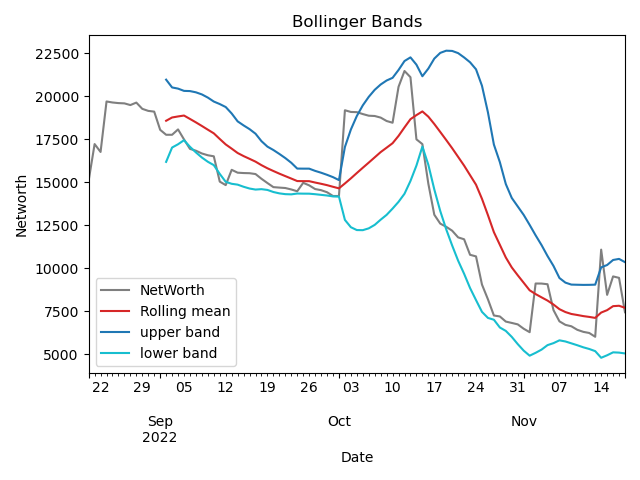 Bollinger Bands
Networth
22500
20000
17500
15000
12500
10000
7500
5000
NetWorth
Rolling mean
upper band
lower band
22 29 05 12 19 26 03 10 17 24 31 07 14
Sep Oct Nov
2022
Date